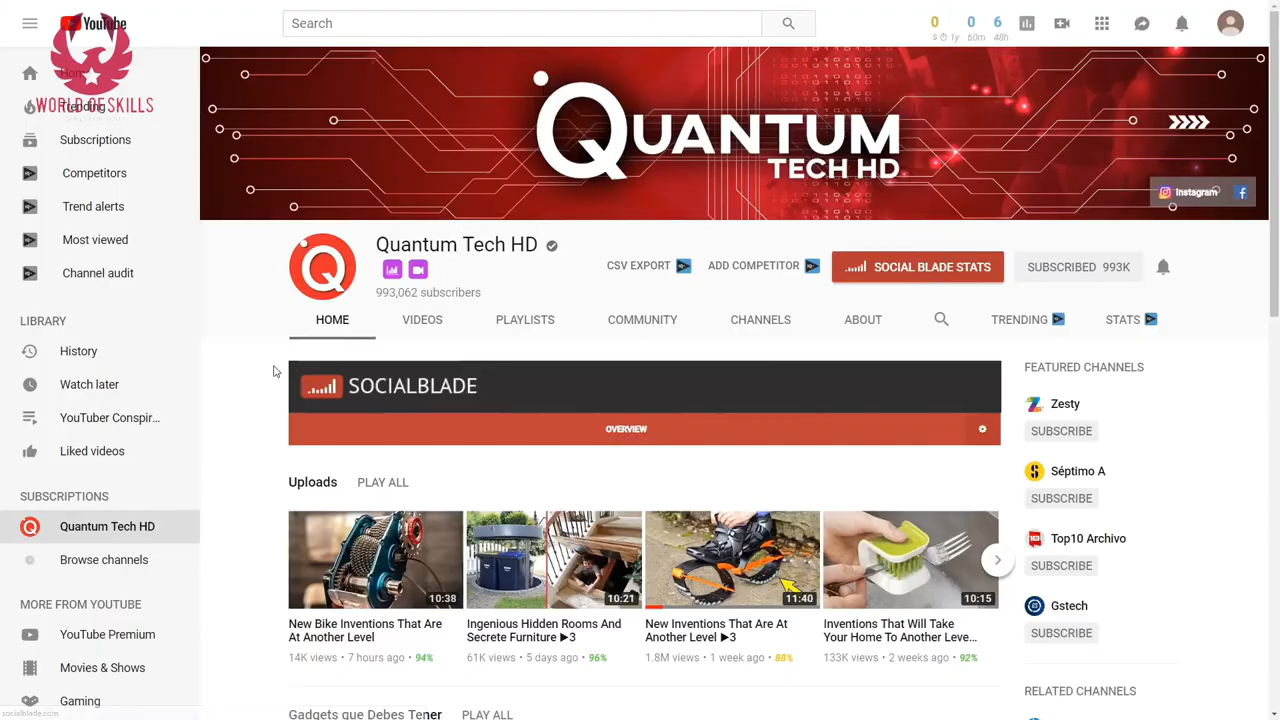 YouTube
Search
0 0 6
$ 1y 60m 48h
WORLD OF SKILLS
Home
Trending
Subscriptions
Competitors
Trend alerts
Most viewed
Channel audit
LIBRARY
History
Watch later
YouTuber Conspir...
Liked videos
SUBSCRIPTIONS
Quantum Tech HD
Browse channels
MORE FROM YOUTUBE
YouTube Premium
Movies & Shows
Gaming
socialblade.com
QUANTUM
TECH HD
Instagram
Quantum Tech HD
993,062 subscribers
CSV EXPORT
ADD COMPETITOR
SOCIAL BLADE STATS
SUBSCRIBED 993K
HOME VIDEOS PLAYLISTS COMMUNITY CHANNELS ABOUT TRENDING STATS
SOCIALBLADE
OVERVIEW
Uploads PLAY ALL
10:38
New Bike Inventions That Are
At Another Level
14K views • 7 hours ago • 94%
10:21
Ingenious Hidden Rooms And
Secrete Furniture ▶3
61K views • 5 days ago • 96%
11:40
New Inventions That Are At
Another Level ▶3
1.8M views • 1 week ago • 88%
10:15
Inventions That Will Take
Your Home To Another Leve...
133K views • 2 weeks ago • 92%
Gadgets que Debes Tener PLAY ALL
FEATURED CHANNELS
Zesty
SUBSCRIBE
Séptimo A
SUBSCRIBE
Top10 Archivo
SUBSCRIBE
Gstech
SUBSCRIBE
RELATED CHANNELS